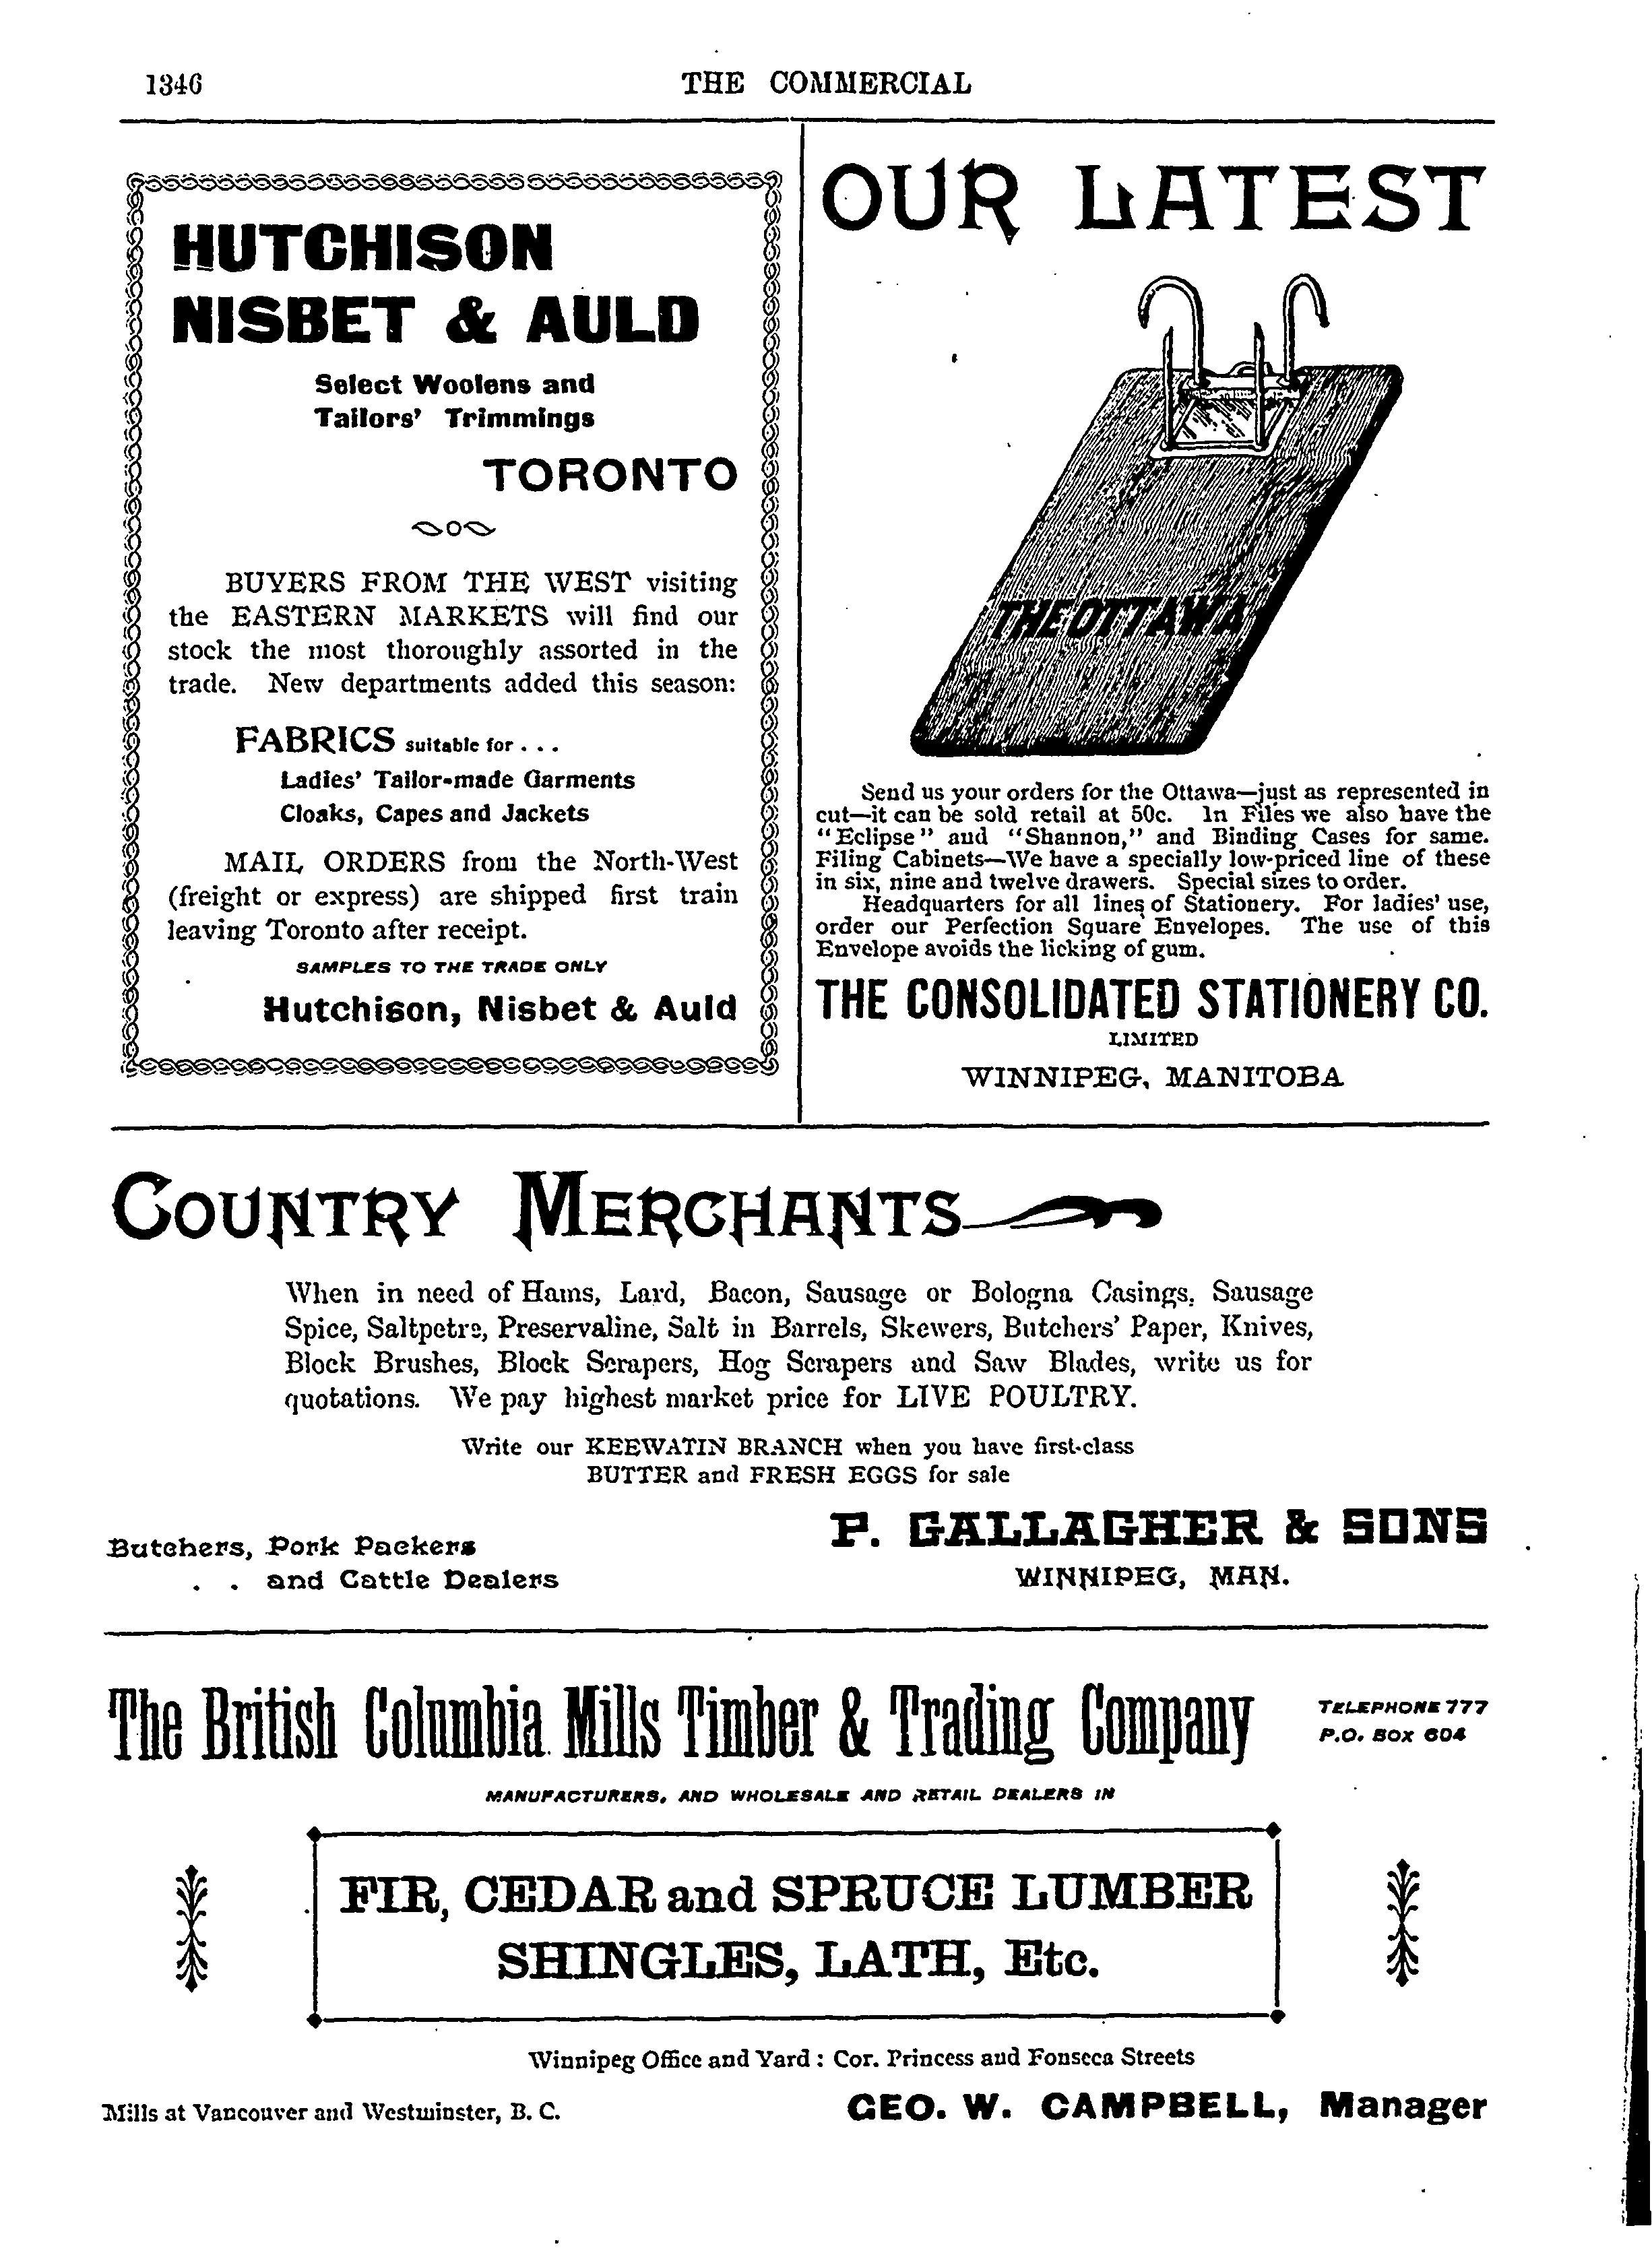 1346
THE COMMERCIAL
HUTCHISON
NISBET & AULD
Select Woolens and
Tailors' Trimmings
TORONTO
BUYERS FROM THE WEST visiting
the EASTERN MARKETS will find our
stock the most thoroughly assorted in the
trade. New departments added this season:
FABRICS suitable for . . .
Ladies' Tailor-made Garments
Cloaks, Capes and Jackets
MAIL ORDERS from the North-West
(freight or express) are shipped first train
leaving Toronto after receipt.
SAMPLES TO THE TRADE ONLY
Hutchison, Nisbet & Auld
OUR LATEST
THE OTTAWA
Send us your orders for the Ottawa—just as represented in
cut—it can be sold retail at 50c. In Files we also have the
"Eclipse" and "Shannon," and Binding Cases for same.
Filing Cabinets—We have a specially low-priced line of these
in six, nine and twelve drawers. Special sizes to order.
Headquarters for all lines of Stationery. For ladies' use,
order our Perfection Square Envelopes. The use of this
Envelope avoids the licking of gum.
THE CONSOLIDATED STATIONERY CO.
LIMITED
WINNIPEG, MANITOBA
COUNTRY MERCHANTS
When in need of Hams, Lard, Bacon, Sausage or Bologna Casings, Sausage
Spice, Saltpetre, Preservaline, Salt in Barrels, Skewers, Butchers' Paper, Knives,
Block Brushes, Block Scrapers, Hog Scrapers and Saw Blades, write us for
quotations. We pay highest market price for LIVE POULTRY.
Write our KEEWATIN BRANCH when you have first-class
BUTTER and FRESH EGGS for sale
Butchers, Pork Packers
. . and Cattle Dealers
P. GALLAGHER & SONS
WINNIPEG, MAN.
The British Columbia Mills Timber & Trading Company
TELEPHONE 777
P.O. BOX 604
MANUFACTURERS, AND WHOLESALE AND RETAIL DEALERS IN
FIR, CEDAR and SPRUCE LUMBER
SHINGLES, LATH, Etc.
Winnipeg Office and Yard : Cor. Princess and Fonseca Streets
Mills at Vancouver and Westminster, B. C.
GEO. W. CAMPBELL, Manager